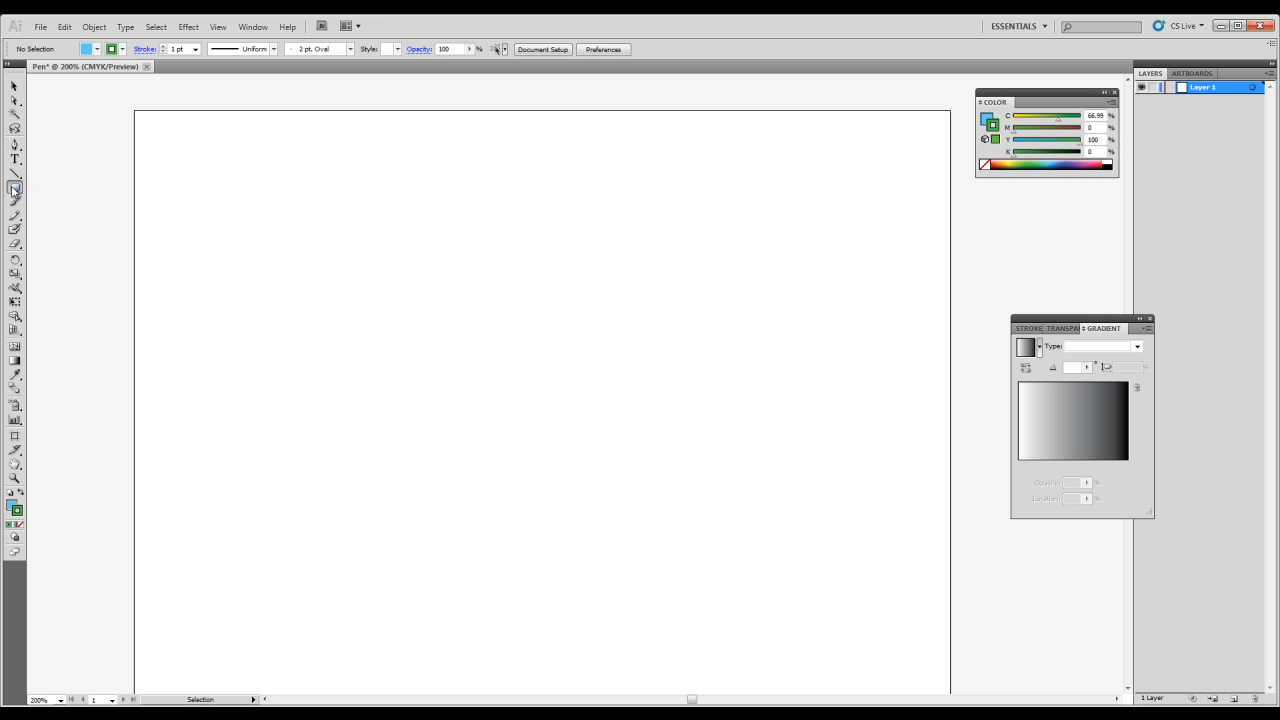 Ai File Edit Object Type Select Effect View Window Help Br ESSENTIALS CS Live
No Selection Stroke: 1 pt Uniform 2 pt. Oval Style: Opacity: 100 % Document Setup Preferences
Pen* @ 200% (CMYK/Preview)
LAYERS ARTBOARDS
Layer 1
COLOR
C 66.99 %
M 0 %
Y 100 %
K 0 %
STROKE TRANSPA GRADIENT
Type:
Opacity: %
Location: %
200% 1 Selection
1 Layer